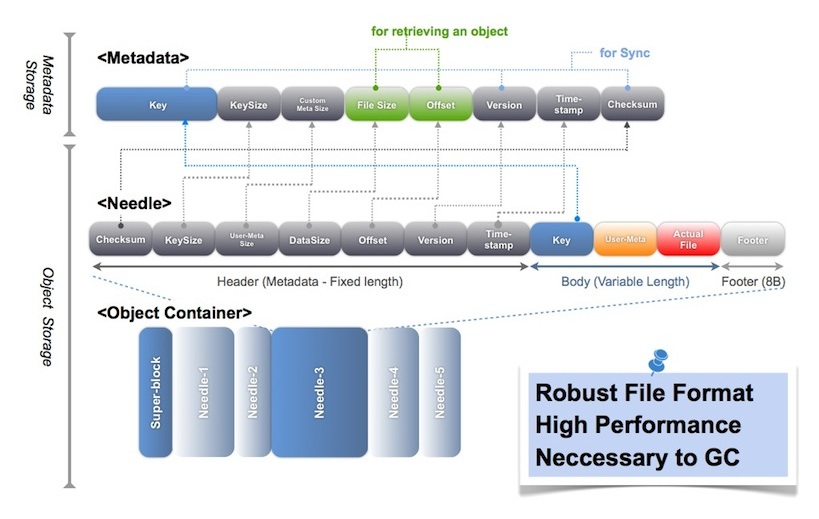 for retrieving an object
for Sync
<Metadata>
Metadata
Storage
Key
KeySize
Custom
Meta Size
File Size
Offset
Version
Time-
stamp
Checksum
<Needle>
Checksum
KeySize
User-Meta
Size
DataSize
Offset
Version
Time-
stamp
Key
User-Meta
Actual
File
Footer
Header (Metadata - Fixed length)
Body (Variable Length)
Footer (8B)
Object Storage
<Object Container>
Super-block
Needle-1
Needle-2
Needle-3
Needle-4
Needle-5
Robust File Format
High Performance
Neccessary to GC